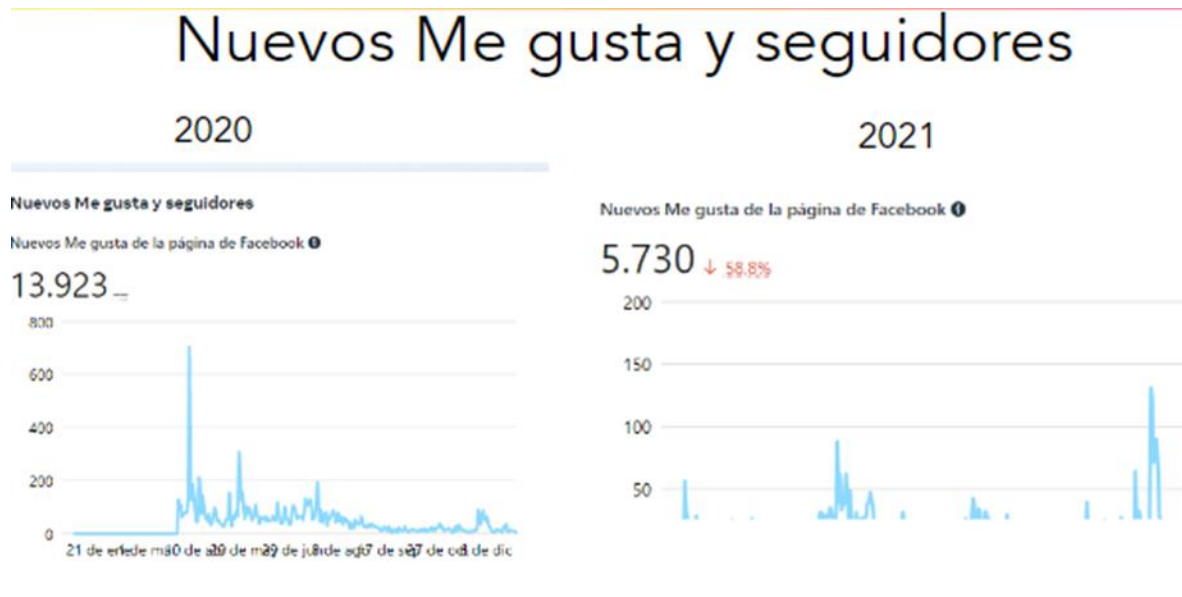 Nuevos Me gusta y seguidores
2020
2021
Nuevos Me gusta y seguidores
Nuevos Me gusta de la página de Facebook
13.923
800
600
400
200
0
21 de
Nuevos Me gusta de la página de Facebook
5.730 ↓ 58.8%
200
150
100
50